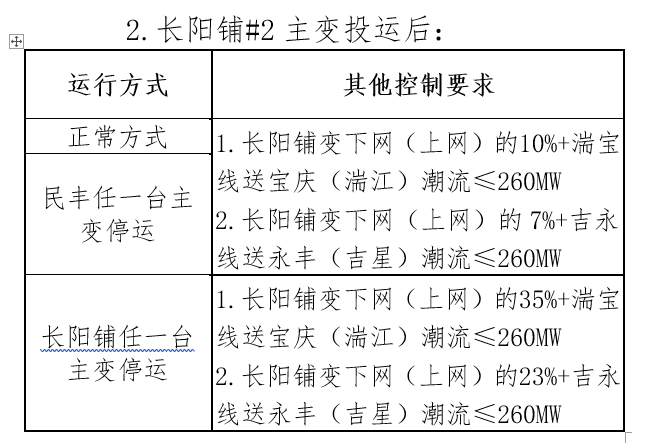 2.长阳铺#2主变投运后：
运行方式
其他控制要求
正常方式
民丰任一台主
变停运
1.长阳铺变下网（上网）的10%+湍宝
线送宝庆（湍江）潮流≤260MW
2.长阳铺变下网（上网）的7%+吉永
线送永丰（吉星）潮流≤260MW
长阳铺任一台
主变停运
1.长阳铺变下网（上网）的35%+湍宝
线送宝庆（湍江）潮流≤260MW
2.长阳铺变下网（上网）的23%+吉永
线送永丰（吉星）潮流≤260MW